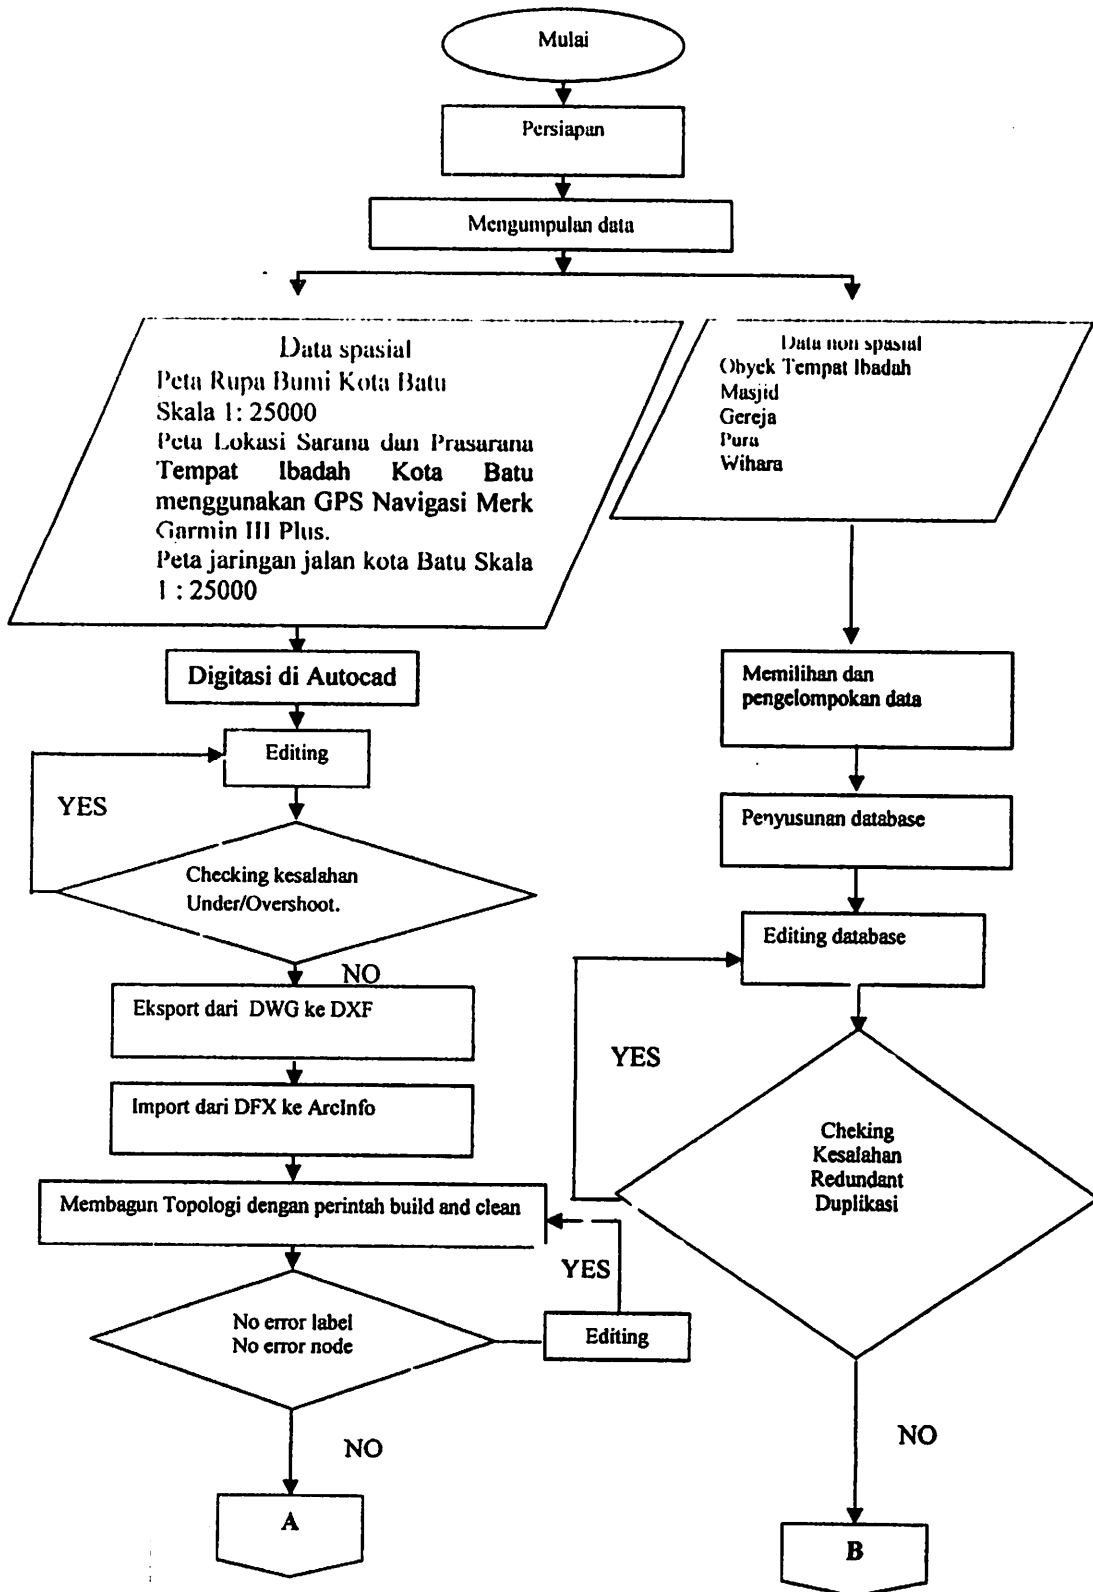 Mulai
Persiapan
Mengumpulan data
Data spasial
Peta Rupa Bumi Kota Batu
Skala 1: 25000
Peta Lokasi Sarana dan Prasarana
Tempat Ibadah Kota Batu
menggunakan GPS Navigasi Merk
Garmin III Plus.
Peta jaringan jalan kota Batu Skala
1 : 25000
Data non spasial
Obyek Tempat Ibadah
Masjid
Gereja
Pura
Wihara
Digitasi di Autocad
Editing
YES
Checking kesalahan
Under/Overshoot.
NO
Eksport dari DWG ke DXF
Import dari DFX ke ArcInfo
Membagun Topologi dengan perintah build and clean
YES
No error label
No error node
Editing
NO
A
Memilihan dan
pengelompokan data
Penyusunan database
Editing database
YES
Cheking
Kesalahan
Redundant
Duplikasi
NO
B